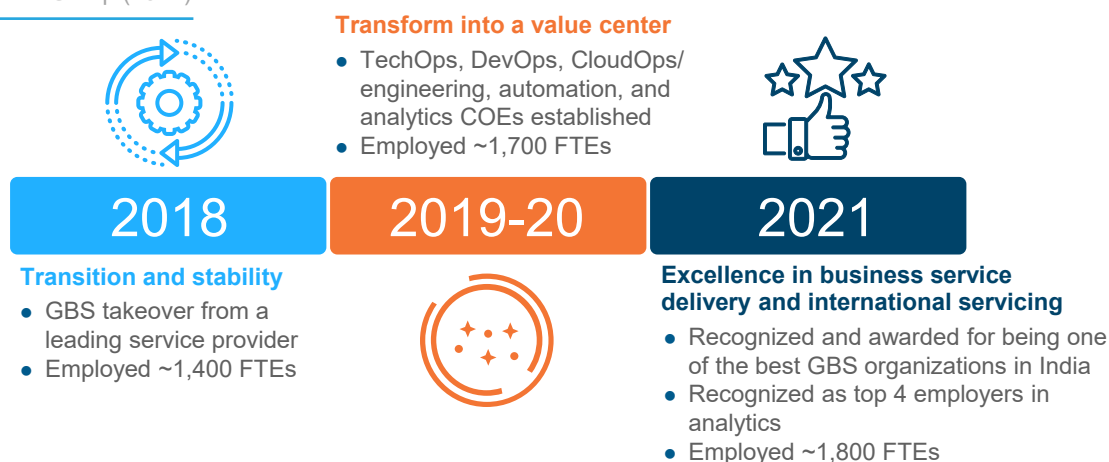 Transform into a value center
● TechOps, DevOps, CloudOps/
engineering, automation, and
analytics COEs established
● Employed ~1,700 FTEs
2018
2019-20
2021
Transition and stability
● GBS takeover from a
leading service provider
● Employed ~1,400 FTEs
Excellence in business service
delivery and international servicing
● Recognized and awarded for being one
of the best GBS organizations in India
● Recognized as top 4 employers in
analytics
● Employed ~1,800 FTEs